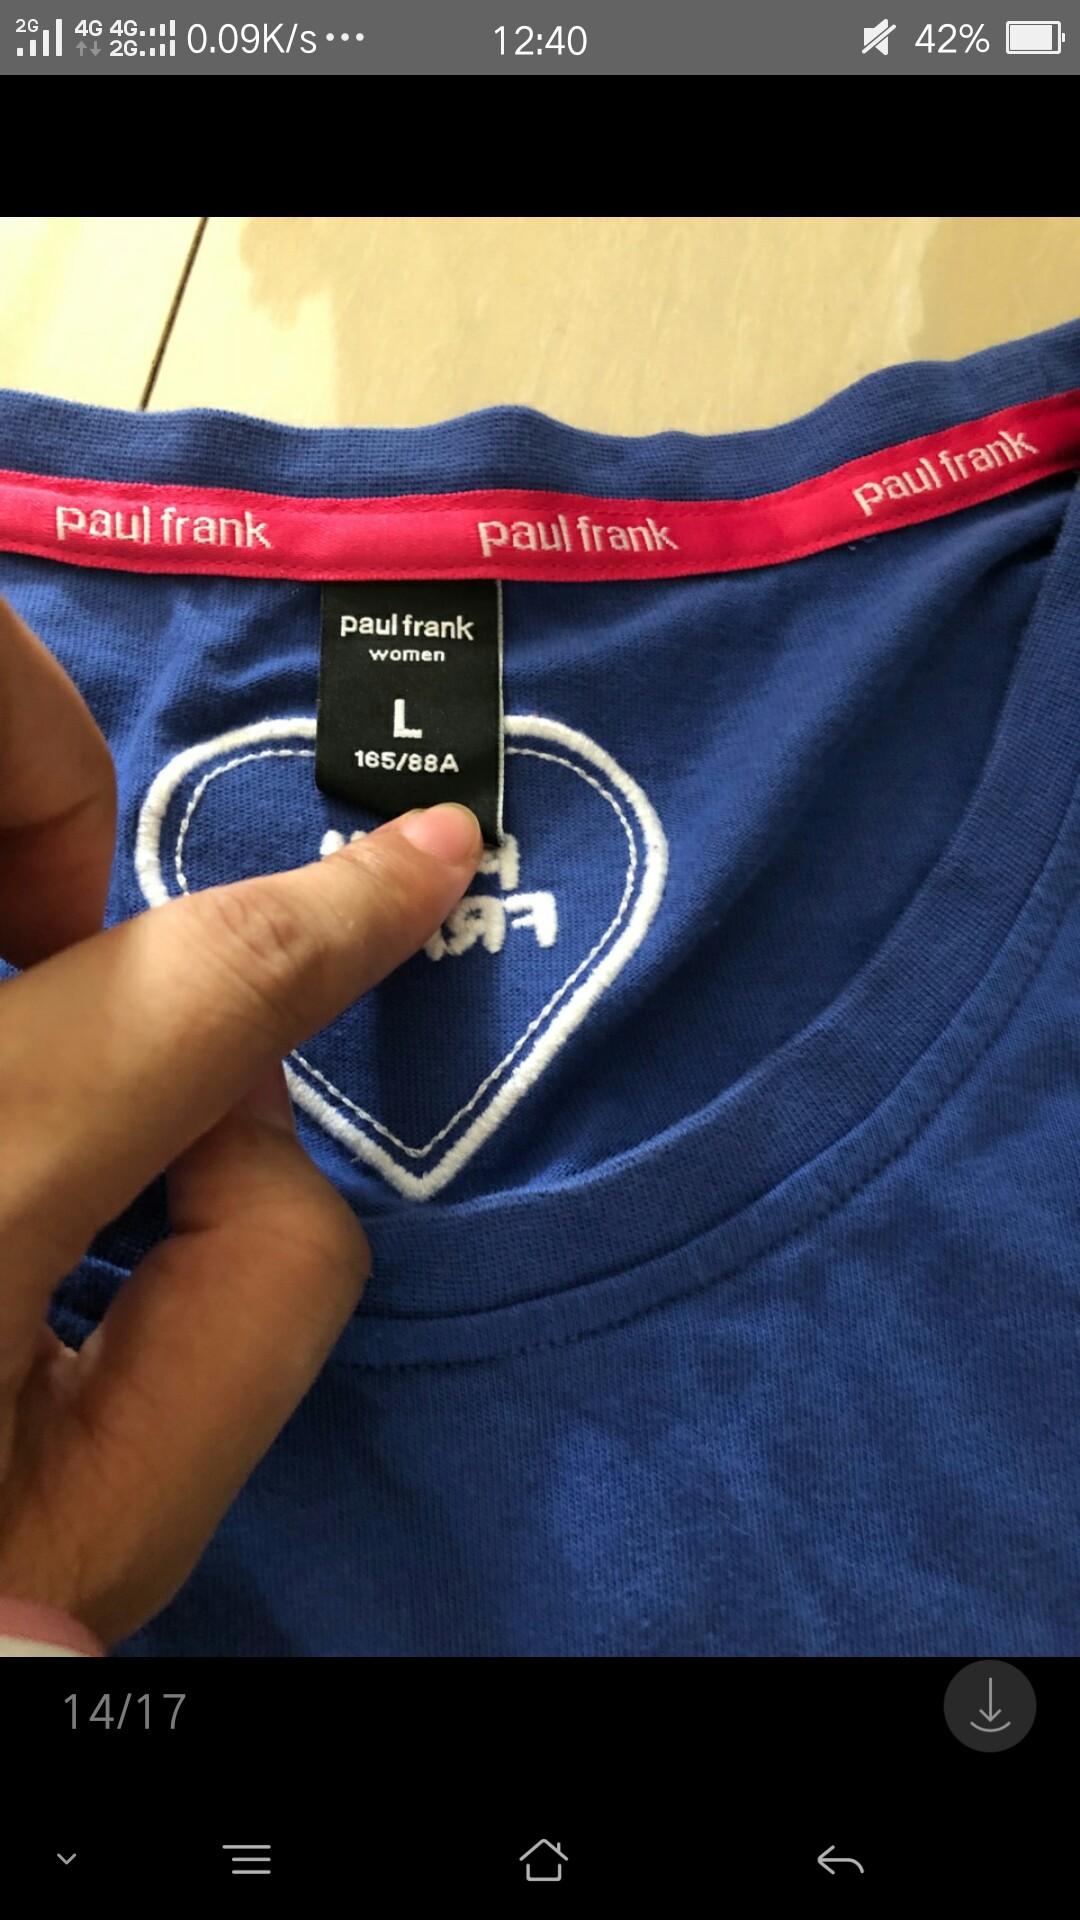 2G 4G 4G 2G 0.09K/s... 12:40 42%
paul frank paul frank paul frank
paul frank
women
L
165/88A
14/17